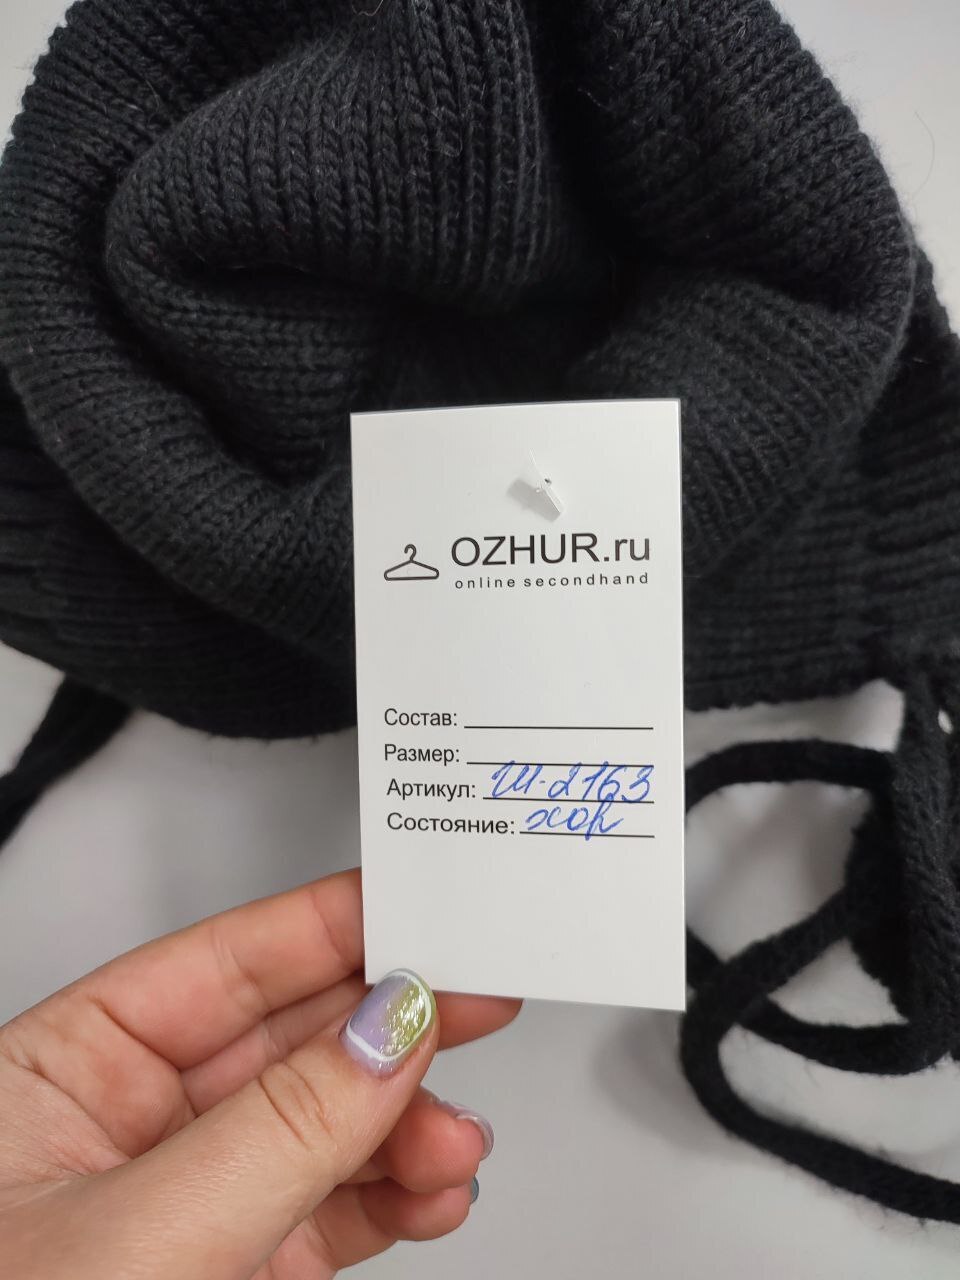 OZHUR.ru
online secondhand
Состав:
Размер:
Артикул: Ш-2163
Состояние: хор